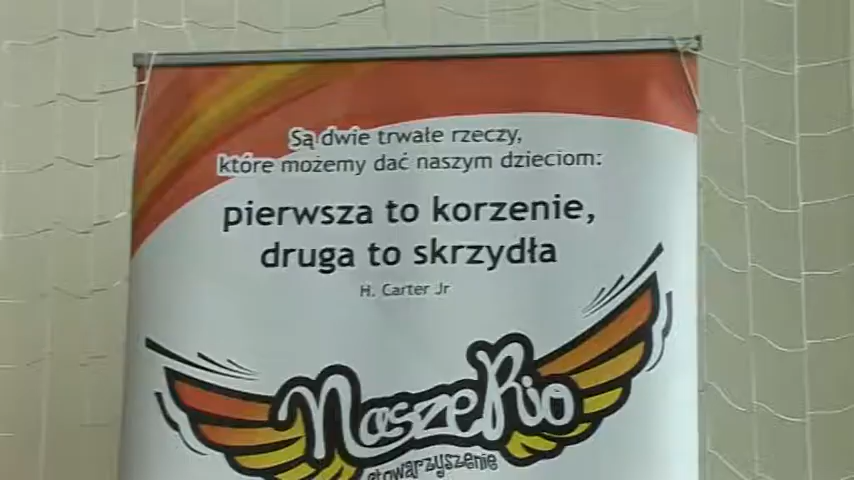 Są dwie trwałe rzeczy,
które możemy dać naszym dzieciom:
pierwsza to korzenie,
druga to skrzydła
H. Carter Jr
NaszeRio
stowarzyszenie